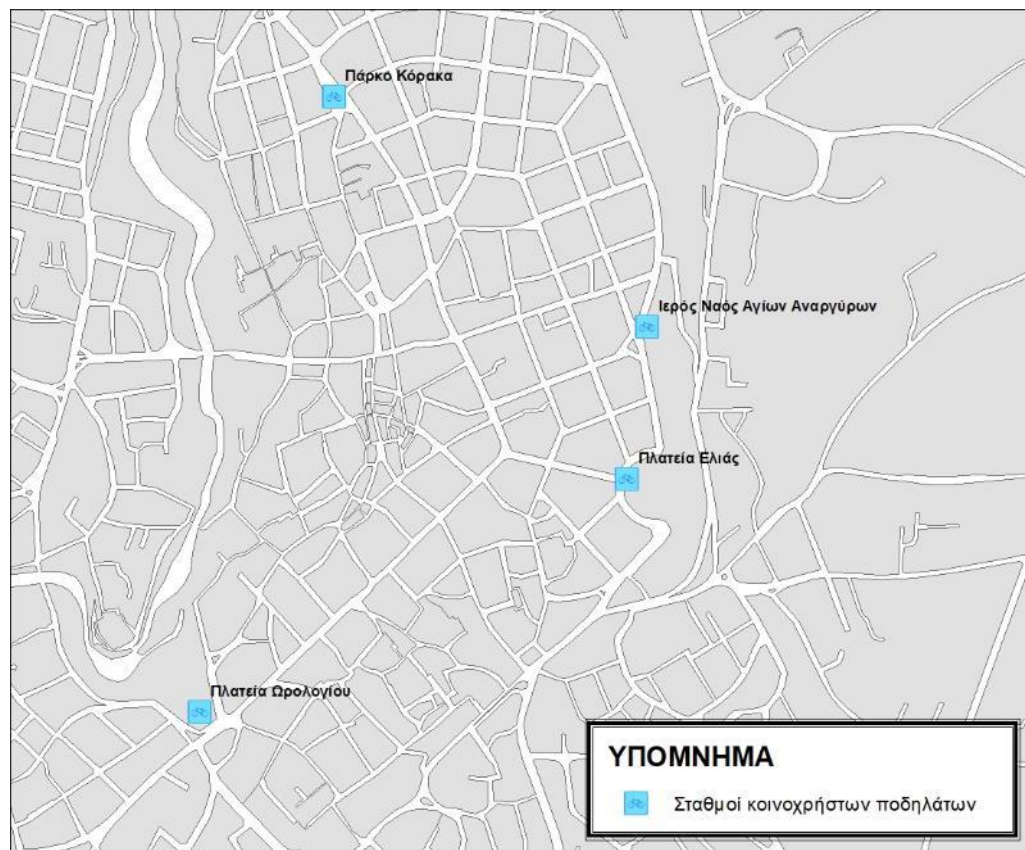 Πάρκο Κόρακα
Ιερός Ναός Αγίων Αναργύρων
Πλατεία Ελιάς
Πλατεία Ωρολογίου
ΥΠΟΜΝΗΜΑ
Σταθμοί κοινοχρήστων ποδηλάτων